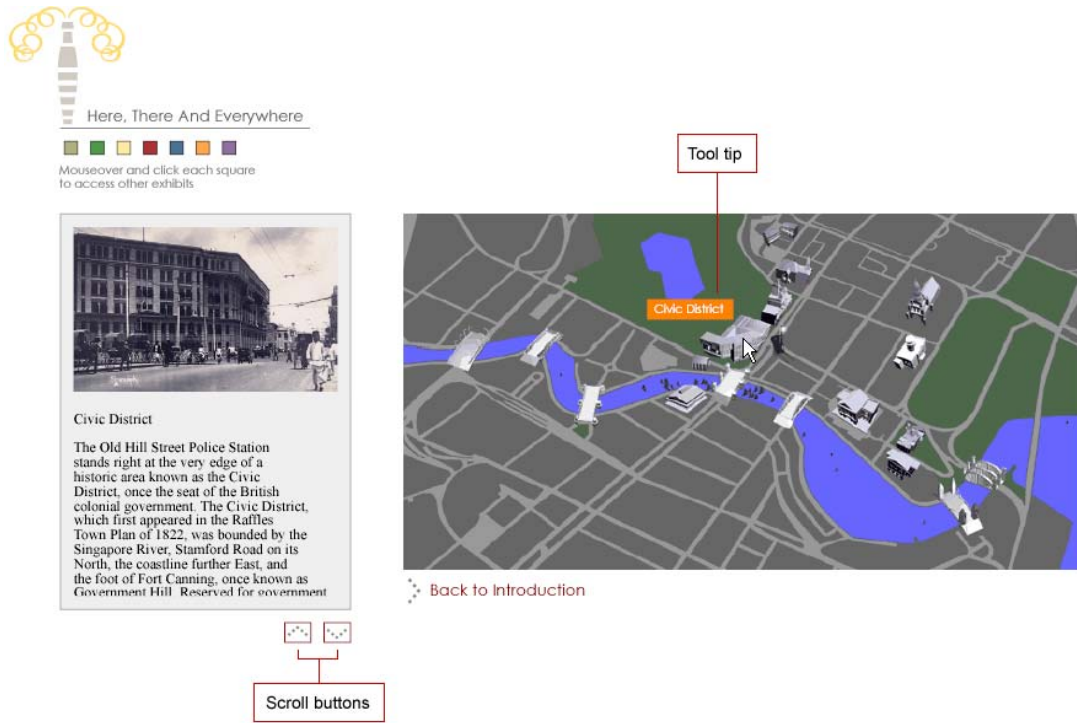 Here, There And Everywhere
Mouseover and click each square
to access other exhibits
Tool tip
Civic District
Civic District
The Old Hill Street Police Station
stands right at the very edge of a
historic area known as the Civic
District, once the seat of the British
colonial government. The Civic District,
which first appeared in the Raffles
Town Plan of 1822, was bounded by the
Singapore River, Stamford Road on its
North, the coastline further East, and
the foot of Fort Canning, once known as
Government Hill. Reserved for government
Back to Introduction
Scroll buttons